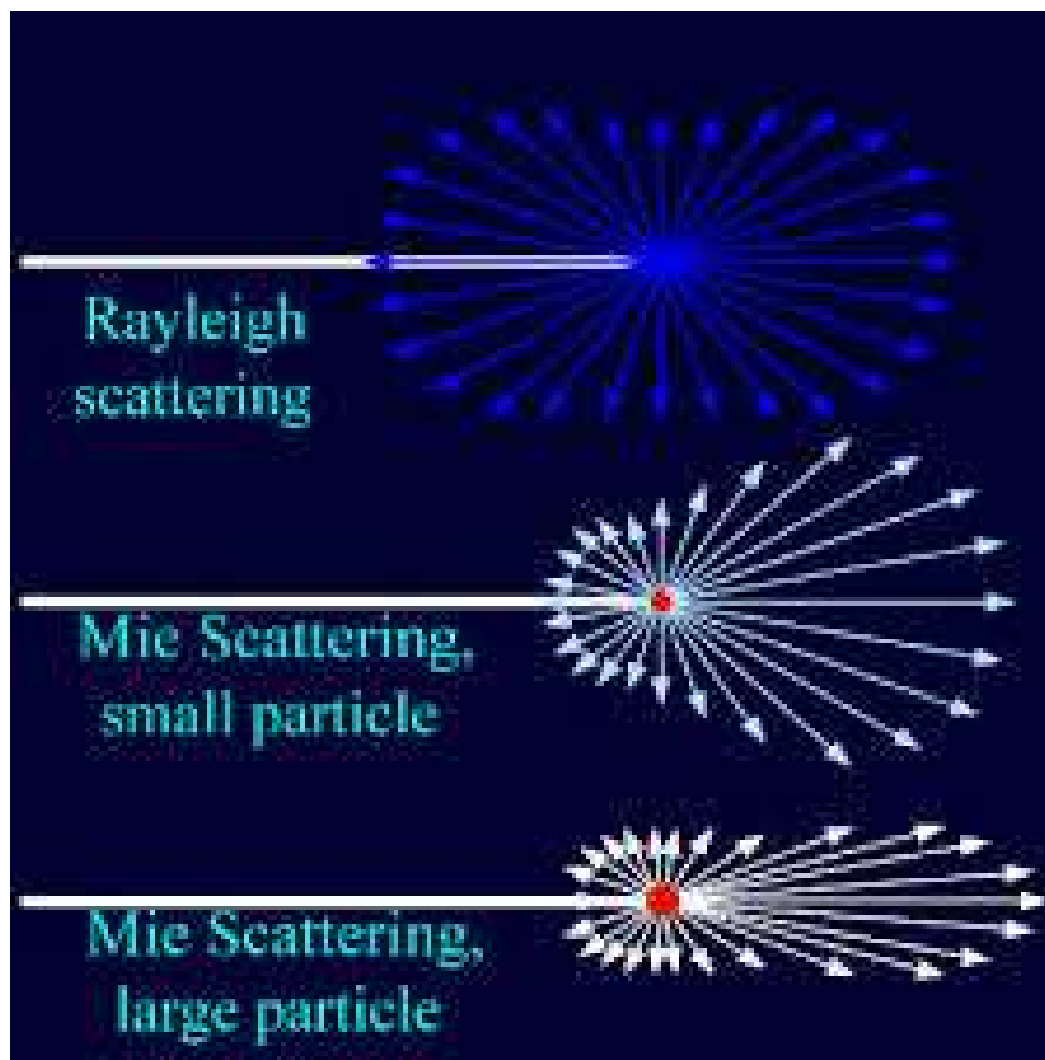 Rayleigh
scattering
Mie Scattering,
small particle
Mie Scattering,
large particle